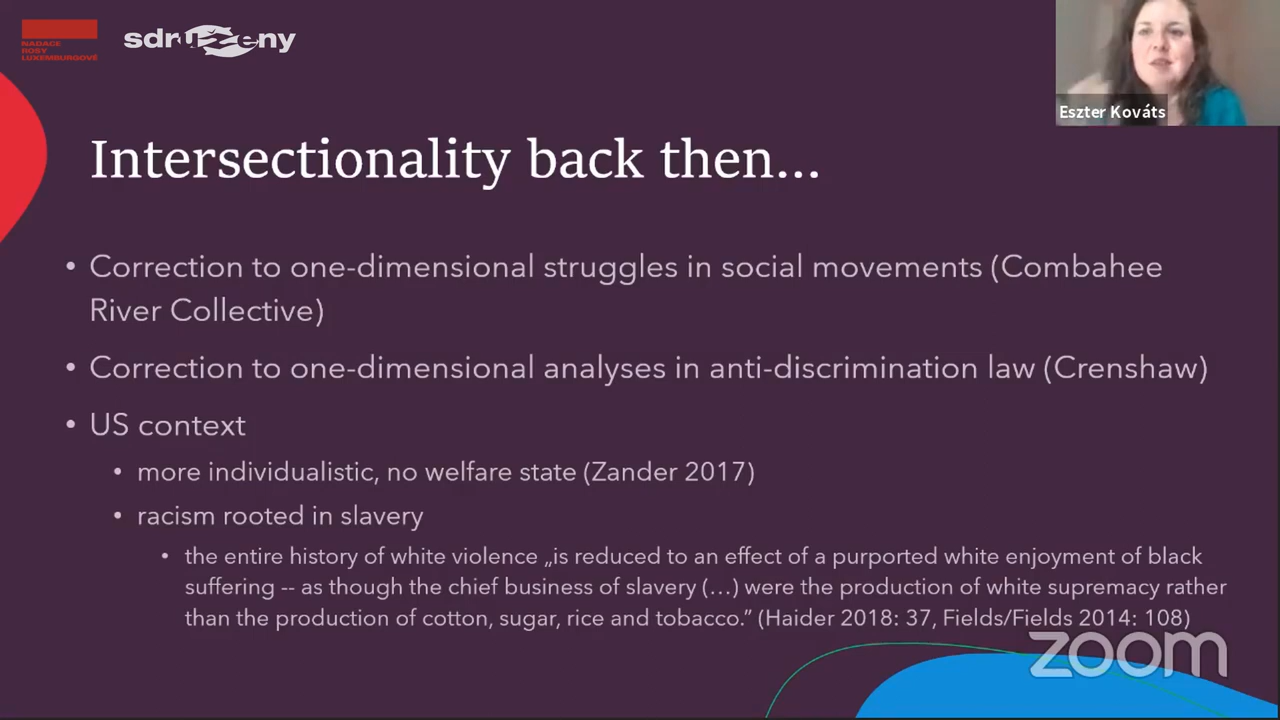 NADACE
ROSY
LUXEMBURGOVÉ
sdruženy
Eszter Kováts
Intersectionality back then...
• Correction to one-dimensional struggles in social movements (Combahee
River Collective)
• Correction to one-dimensional analyses in anti-discrimination law (Crenshaw)
• US context
• more individualistic, no welfare state (Zander 2017)
• racism rooted in slavery
• the entire history of white violence „is reduced to an effect of a purported white enjoyment of black
suffering -- as though the chief business of slavery (…) were the production of white supremacy rather
than the production of cotton, sugar, rice and tobacco.” (Haider 2018: 37, Fields/Fields 2014: 108)
zoom